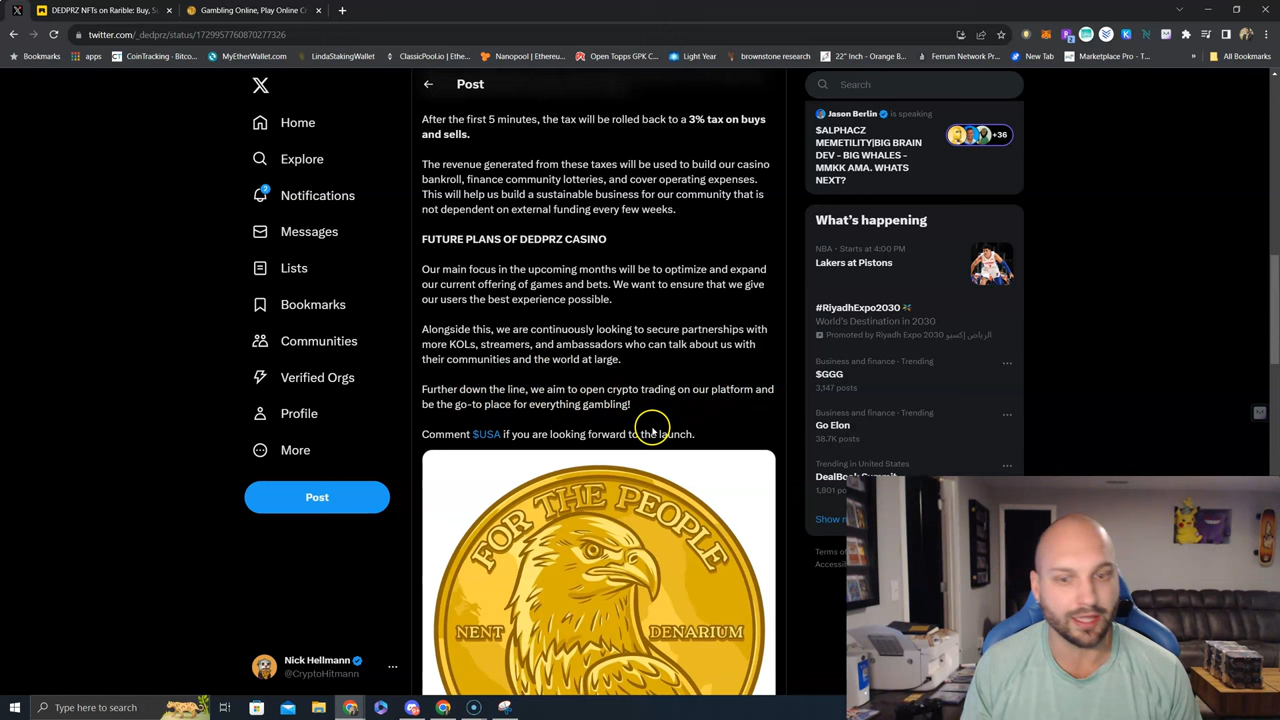 DEDPRZ NFTs on Rarible: Buy, S
Gambling Online, Play Online C
twitter.com/_dedprz/status/1729957760870277326
Bookmarks
apps
CoinTracking - Bitco...
MyEtherWallet.com
LindaStakingWallet
ClassicPool.io | Ethe...
Nanopool | Ethereu...
Open Topps GPK C...
Light Year
brownstone research
22" Inch - Orange B...
Ferrum Network Pr...
New Tab
Marketplace Pro - T...
All Bookmarks
Home
Explore
2
Notifications
Messages
Lists
Bookmarks
Communities
Verified Orgs
Profile
More
Post
Nick Hellmann
@CryptoHitmann
Post
After the first 5 minutes, the tax will be rolled back to a 3% tax on buys
and sells.
The revenue generated from these taxes will be used to build our casino
bankroll, finance community lotteries, and cover operating expenses.
This will help us build a sustainable business for our community that is
not dependent on external funding every few weeks.
FUTURE PLANS OF DEDPRZ CASINO
Our main focus in the upcoming months will be to optimize and expand
our current offering of games and bets. We want to ensure that we give
our users the best experience possible.
Alongside this, we are continuously looking to secure partnerships with
more KOLs, streamers, and ambassadors who can talk about us with
their communities and the world at large.
Further down the line, we aim to open crypto trading on our platform and
be the go-to place for everything gambling!
Comment $USA if you are looking forward to the launch.
FOR THE PEOPLE
NENT
DENARIUM
Search
Jason Berlin is speaking
$ALPHACZ
MEMETILITY|BIG BRAIN
DEV - BIG WHALES -
MMKK AMA. WHATS
NEXT?
+36
What's happening
NBA · Starts at 4:00 PM
Lakers at Pistons
#RiyadhExpo2030
World's Destination in 2030
Promoted by Riyadh Expo 2030 الرياض إكسبو
Business and finance · Trending
$GGG
3,147 posts
Business and finance · Trending
Go Elon
38.7K posts
Trending in United States
DealBook Summit
1,801 po
Show m
Terms of
Accessib
Type here to search